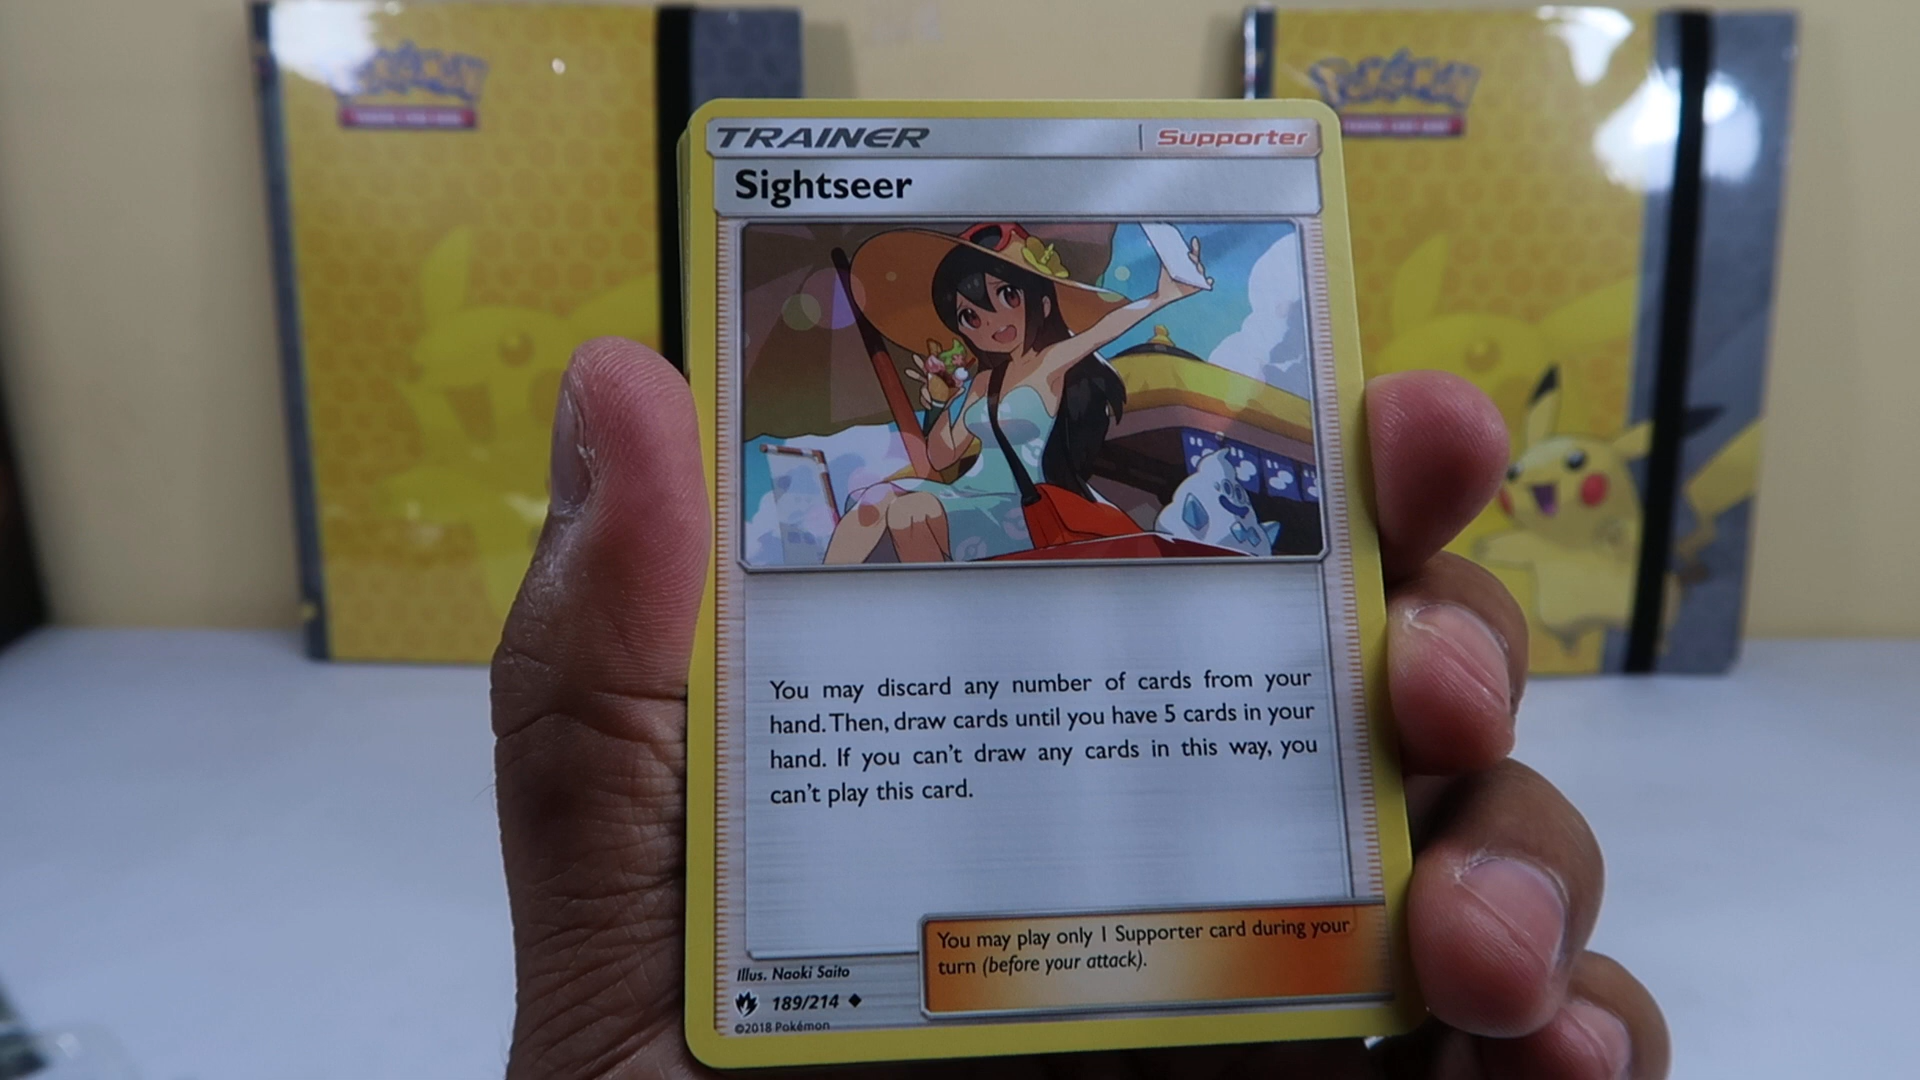 Pokémon
Pokémon
TRAINER
Supporter
Sightseer
You may discard any number of cards from your
hand. Then, draw cards until you have 5 cards in your
hand. If you can't draw any cards in this way, you
can't play this card.
You may play only 1 Supporter card during your
turn (before your attack).
Illus. Naoki Saito
189/214
©2018 Pokémon